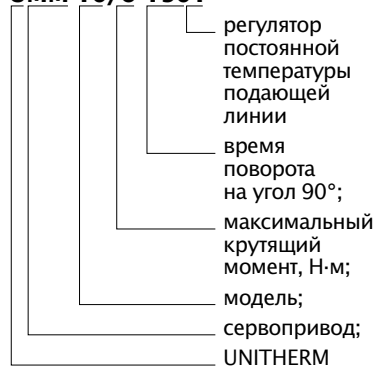 регулятор
постоянной
температуры
подающей
линии
время
поворота
на угол 90°;
максимальный
крутящий
момент, Н·м;
модель;
сервопривод;
UNITHERM